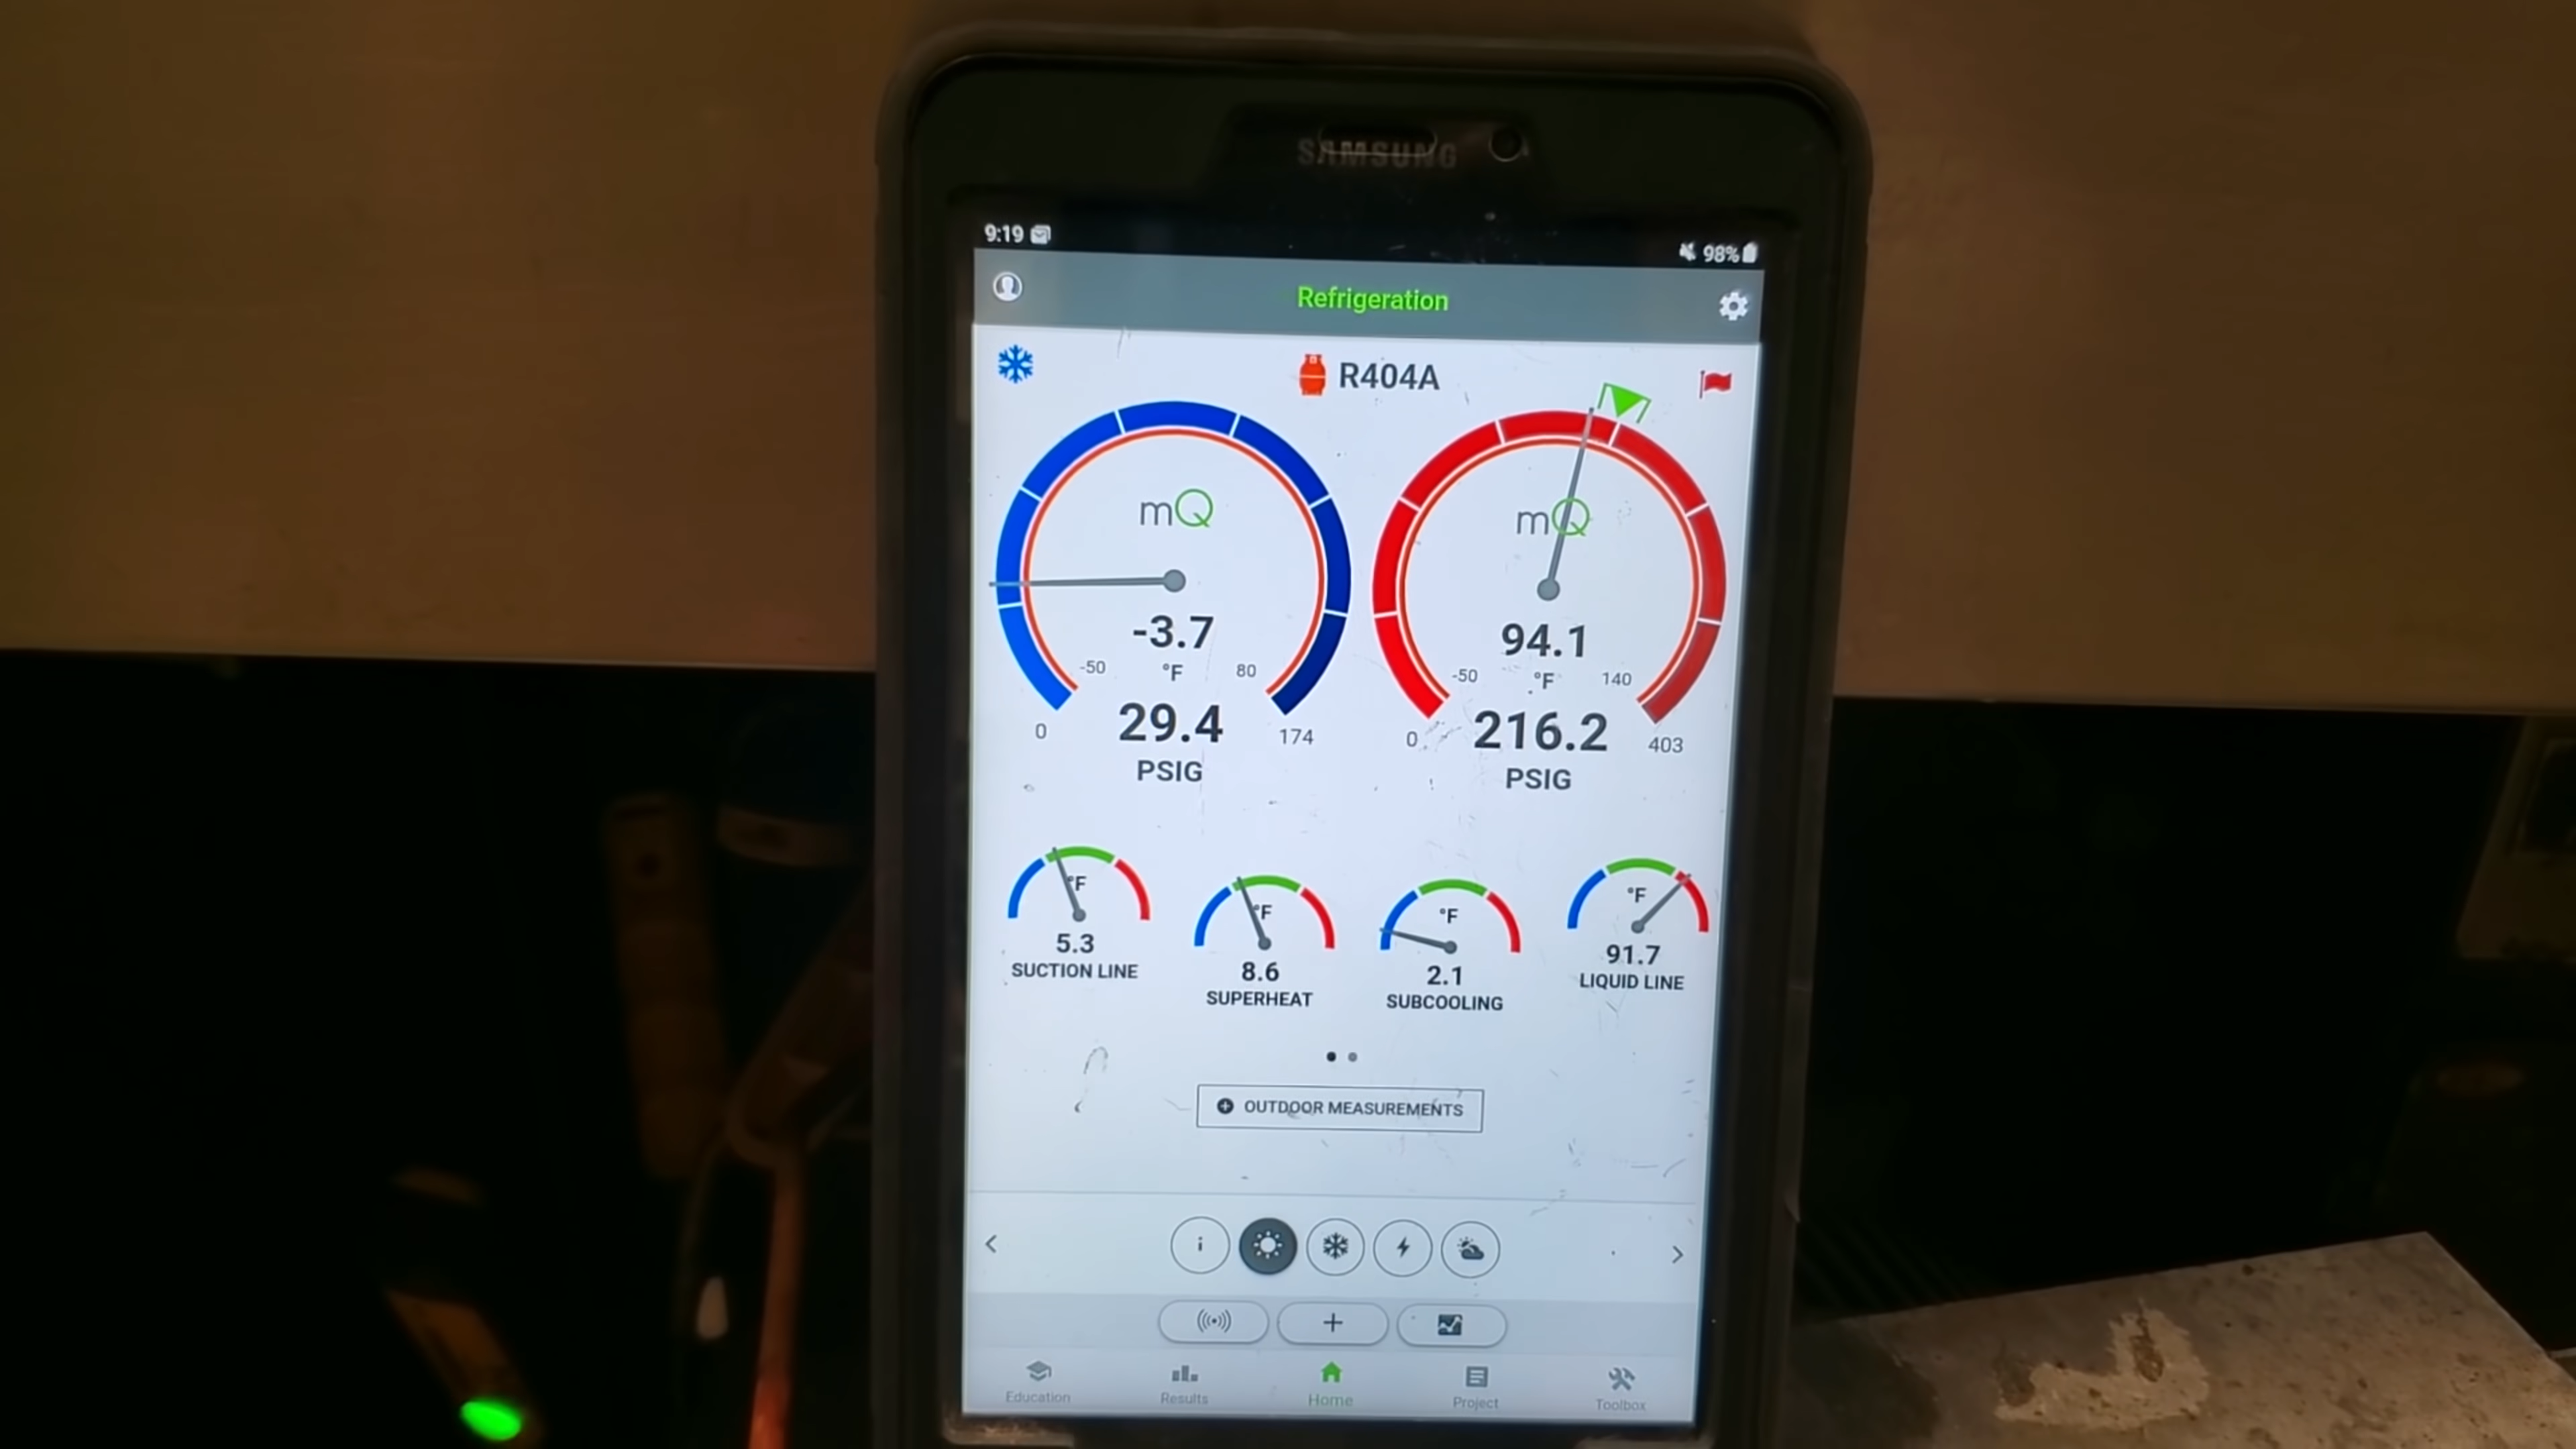 SAMSUNG
9:19
98%
Refrigeration
R404A
mQ
mQ
-3.7
°F
-50
80
29.4
0
174
PSIG
94.1
°F
-50
140
216.2
0
403
PSIG
°F
5.3
SUCTION LINE
°F
8.6
SUPERHEAT
°F
2.1
SUBCOOLING
°F
91.7
LIQUID LINE
OUTDOOR MEASUREMENTS
i
Education
Results
Home
Project
Toolbox